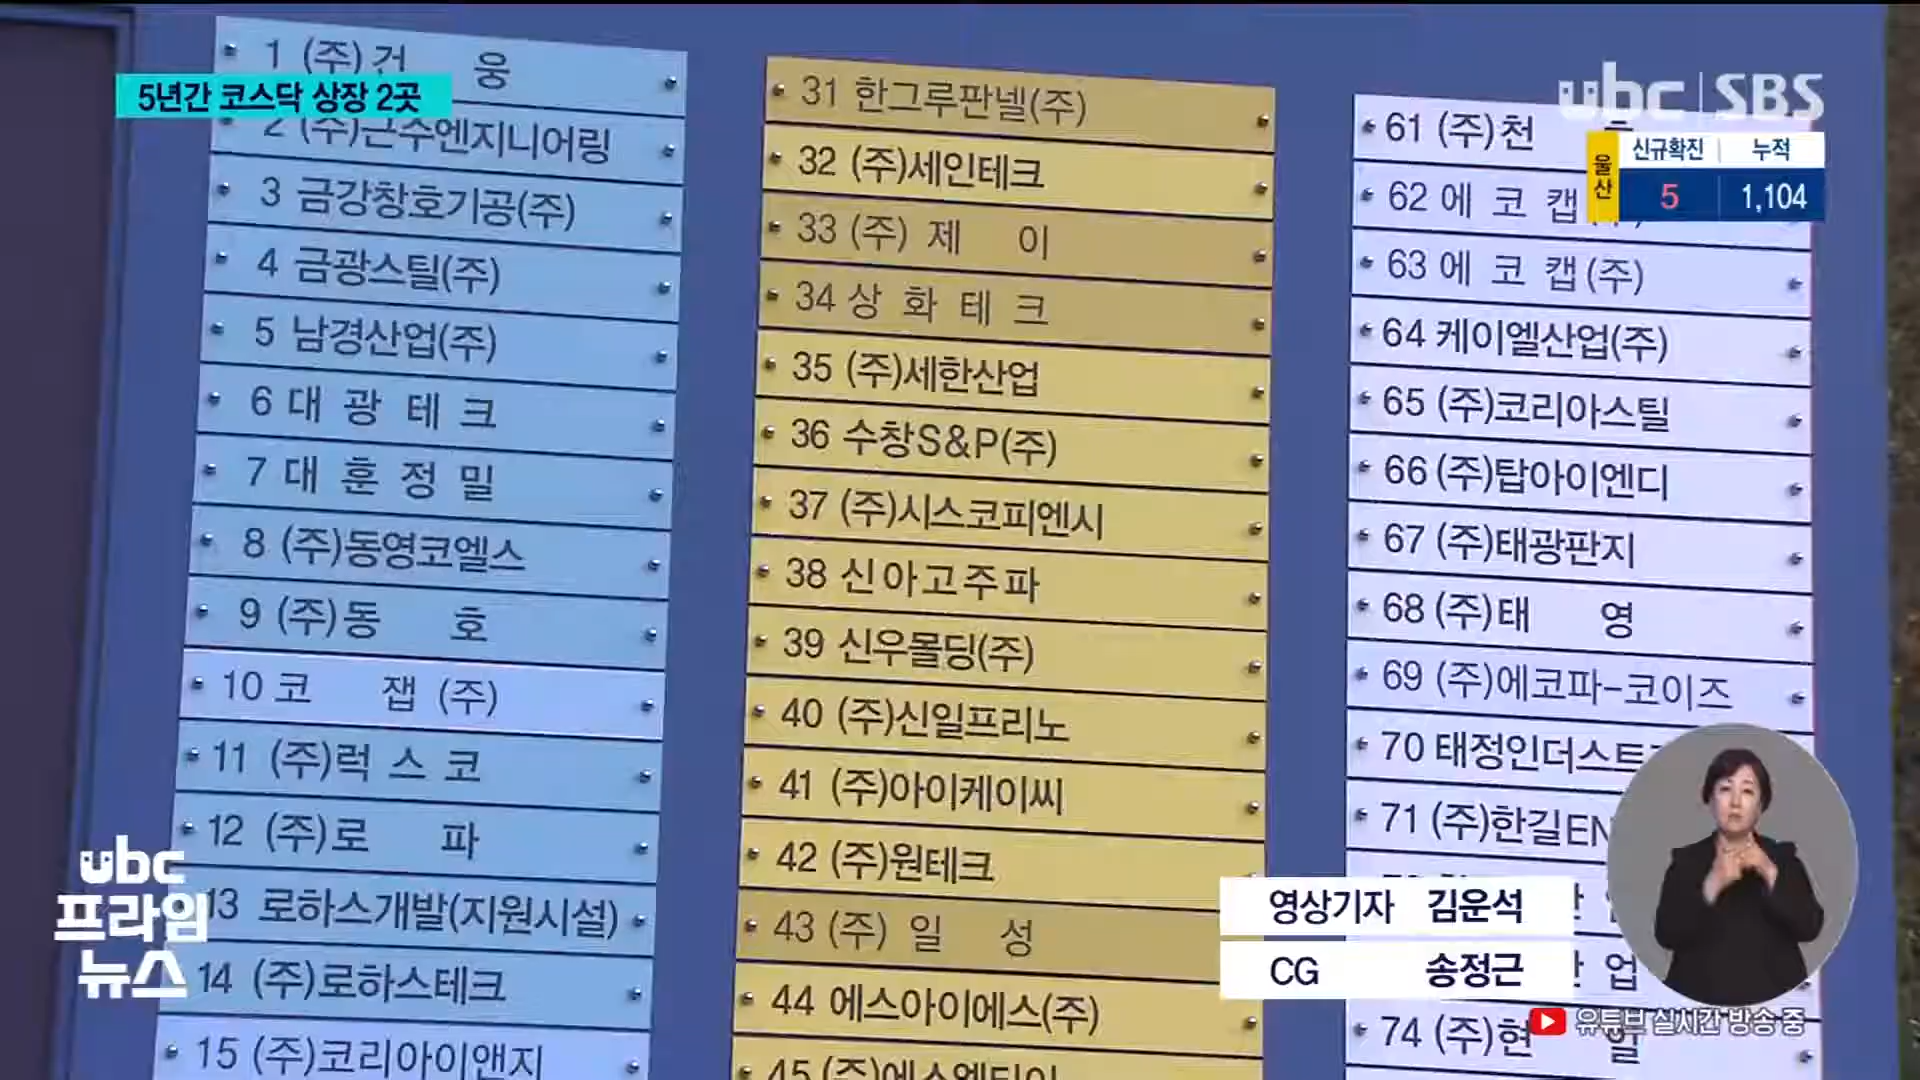 5년간 코스닥 상장 2곳
ubc SBS
울산
신규확진 누적
5 1,104
1 (주)건 웅
2 (주)근수엔지니어링
3 금강창호기공(주)
4 금광스틸(주)
5 남경산업(주)
6 대 광 테 크
7 대 훈 정 밀
8 (주)동영코엘스
9 (주)동 호
10 코 잽 (주)
11 (주)럭 스 코
12 (주)로 파
13 로하스개발(지원시설)
14 (주)로하스테크
15 (주)코리아이앤지
31 한그루판넬(주)
32 (주)세인테크
33 (주) 제 이
34 상 화 테 크
35 (주)세한산업
36 수창S&P(주)
37 (주)시스코피엔시
38 신아고주파
39 신우몰딩(주)
40 (주)신일프리노
41 (주)아이케이씨
42 (주)원테크
43 (주) 일 성
44 에스아이에스(주)
45 (주)에스엠티이
61 (주)천
62 에 코 캡
63 에 코 캡(주)
64 케이엘산업(주)
65 (주)코리아스틸
66 (주)탑아이엔디
67 (주)태광판지
68 (주)태 영
69 (주)에코파-코이즈
70 태정인더스트
71 (주)한길EN
업
74 (주)현 일
ubc
프라임
뉴스
영상기자 김운석
CG 송정근
유튜브 실시간 방송 중